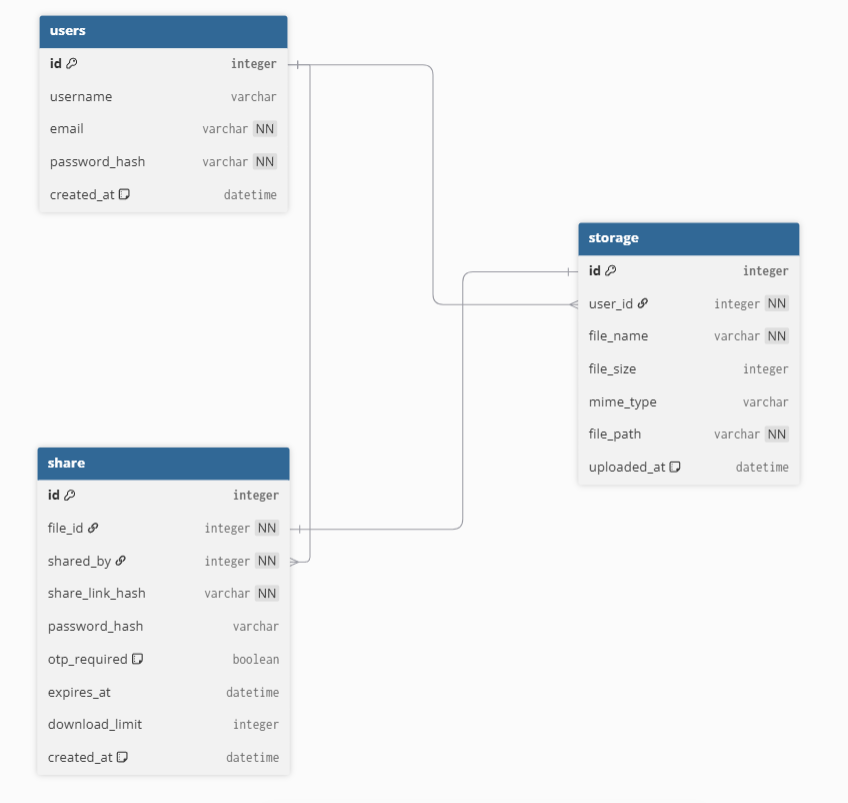 users
id integer
username varchar
email varchar NN
password_hash varchar NN
created_at datetime
storage
id integer
user_id integer NN
file_name varchar NN
file_size integer
mime_type varchar
file_path varchar NN
uploaded_at datetime
share
id integer
file_id integer NN
shared_by integer NN
share_link_hash varchar NN
password_hash varchar
otp_required boolean
expires_at datetime
download_limit integer
created_at datetime